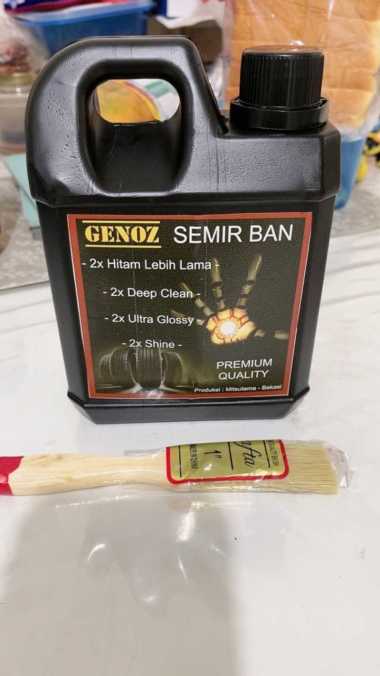 GENOZ SEMIR BAN
- 2x Hitam Lebih Lama -
- 2x Deep Clean -
- 2x Ultra Glossy -
- 2x Shine -
PREMIUM
QUALITY
Produksi : Mitsutama - Bekasi
1"